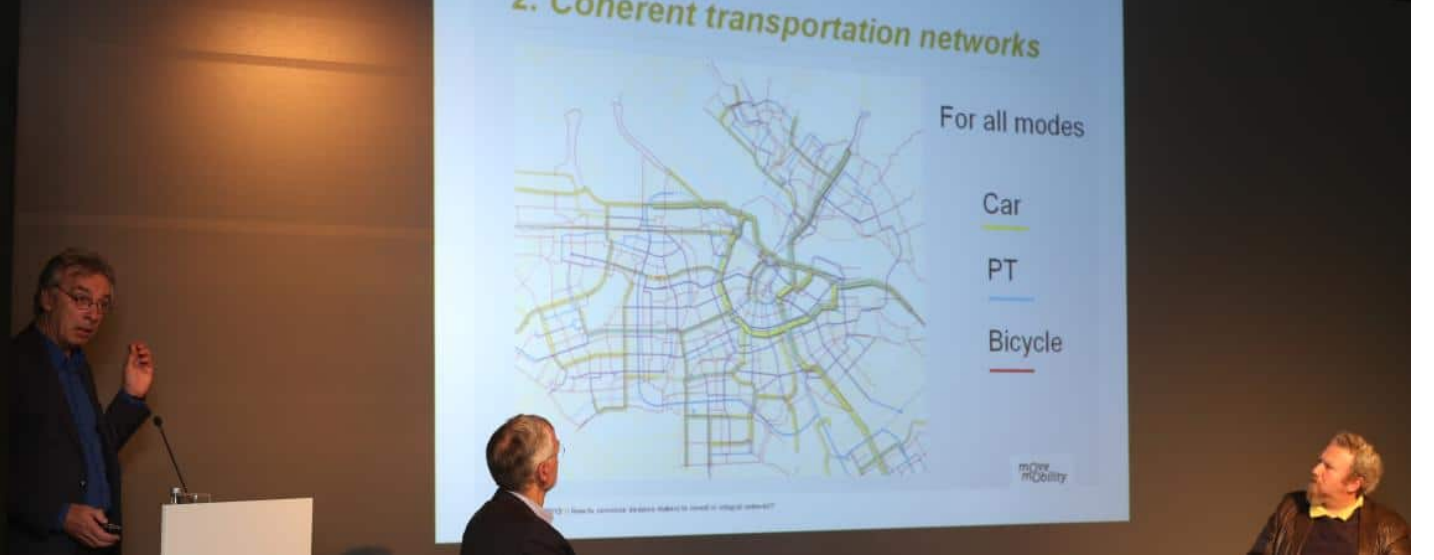 2. Coherent transportation networks
For all modes
Car
PT
Bicycle
move
mobility